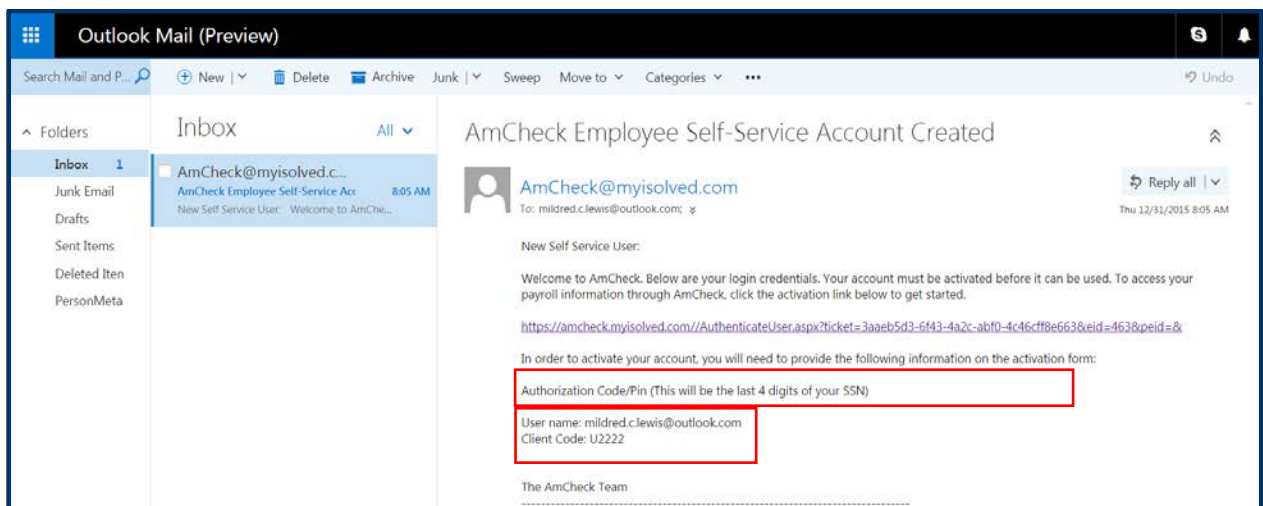 Outlook Mail (Preview)
Search Mail and P...
New
Delete
Archive
Junk
Sweep
Move to
Categories
...
Undo
Folders
Inbox 1
Junk Email
Drafts
Sent Items
Deleted Iten
PersonMeta
Inbox
All
AmCheck@myisolved.c...
AmCheck Employee Self-Service Acc 8:05 AM
New Self Service User: Welcome to AmChe...
AmCheck Employee Self-Service Account Created
AmCheck@myisolved.com
To: mildred.c.lewis@outlook.com;
Reply all
Thu 12/31/2015 8:05 AM
New Self Service User:
Welcome to AmCheck. Below are your login credentials. Your account must be activated before it can be used. To access your
payroll information through AmCheck, click the activation link below to get started.
https://amcheck.myisolved.com//AuthenticateUser.aspx?ticket=3aaeb5d3-6f43-4a2c-abf0-4c46cff8e663&eid=463&peid=&
In order to activate your account, you will need to provide the following information on the activation form:
Authorization Code/Pin (This will be the last 4 digits of your SSN)
User name: mildred.c.lewis@outlook.com
Client Code: U2222
The AmCheck Team
--------------------------------------------------------------------------------